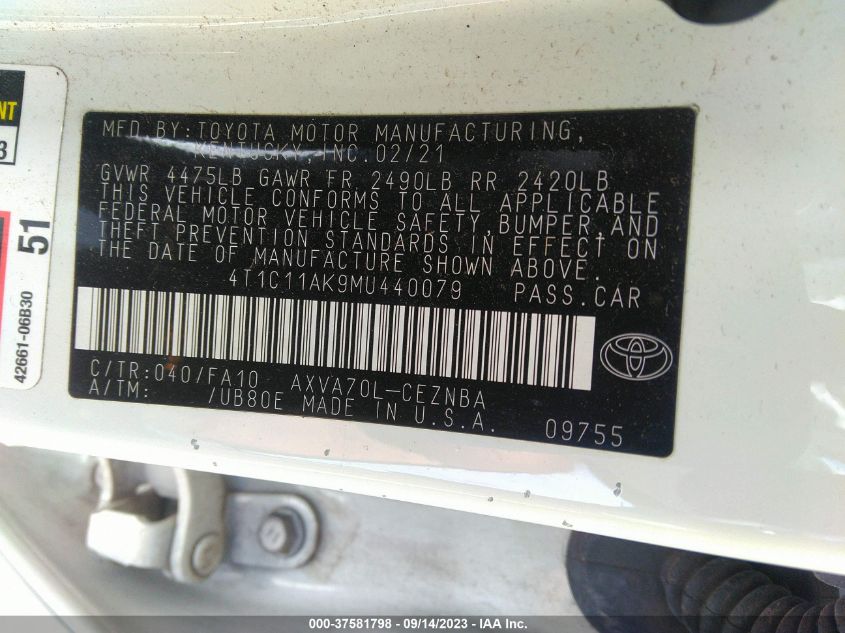 NT
3
51
42661-06B30
MFD.BY:TOYOTA MOTOR MANUFACTURING,
KENTUCKY,INC.02/21
GVWR 4475LB GAWR FR 2490LB RR 2420LB
THIS VEHICLE CONFORMS TO ALL APPLICABLE
FEDERAL MOTOR VEHICLE SAFETY,BUMPER,AND
THEFT PREVENTION STANDARDS IN EFFECT ON
THE DATE OF MANUFACTURE SHOWN ABOVE.
4T1C11AK9MU440079 PASS.CAR
C/TR:040/FA10 AXVA70L-CEZNBA
A/TM: /UB80E MADE IN U.S.A.
09755
000-37581798 - 09/14/2023 - IAA Inc.